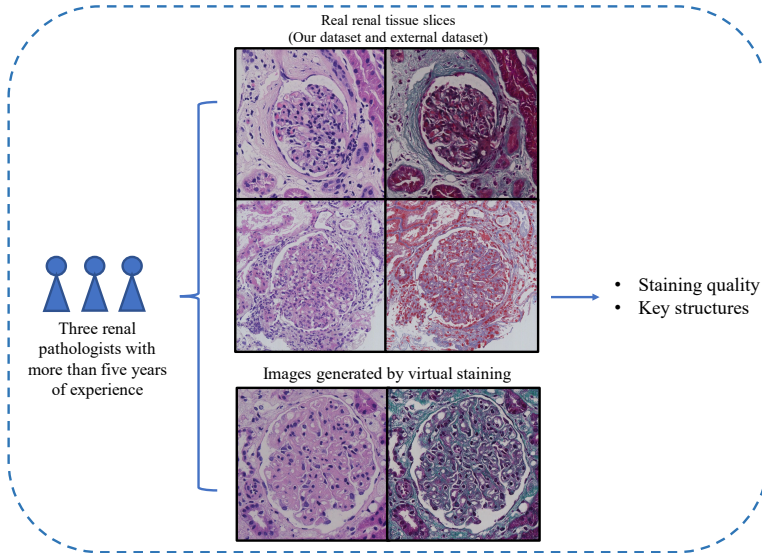 Real renal tissue slices
(Our dataset and external dataset)
Three renal
pathologists with
more than five years
of experience
• Staining quality
• Key structures
Images generated by virtual staining